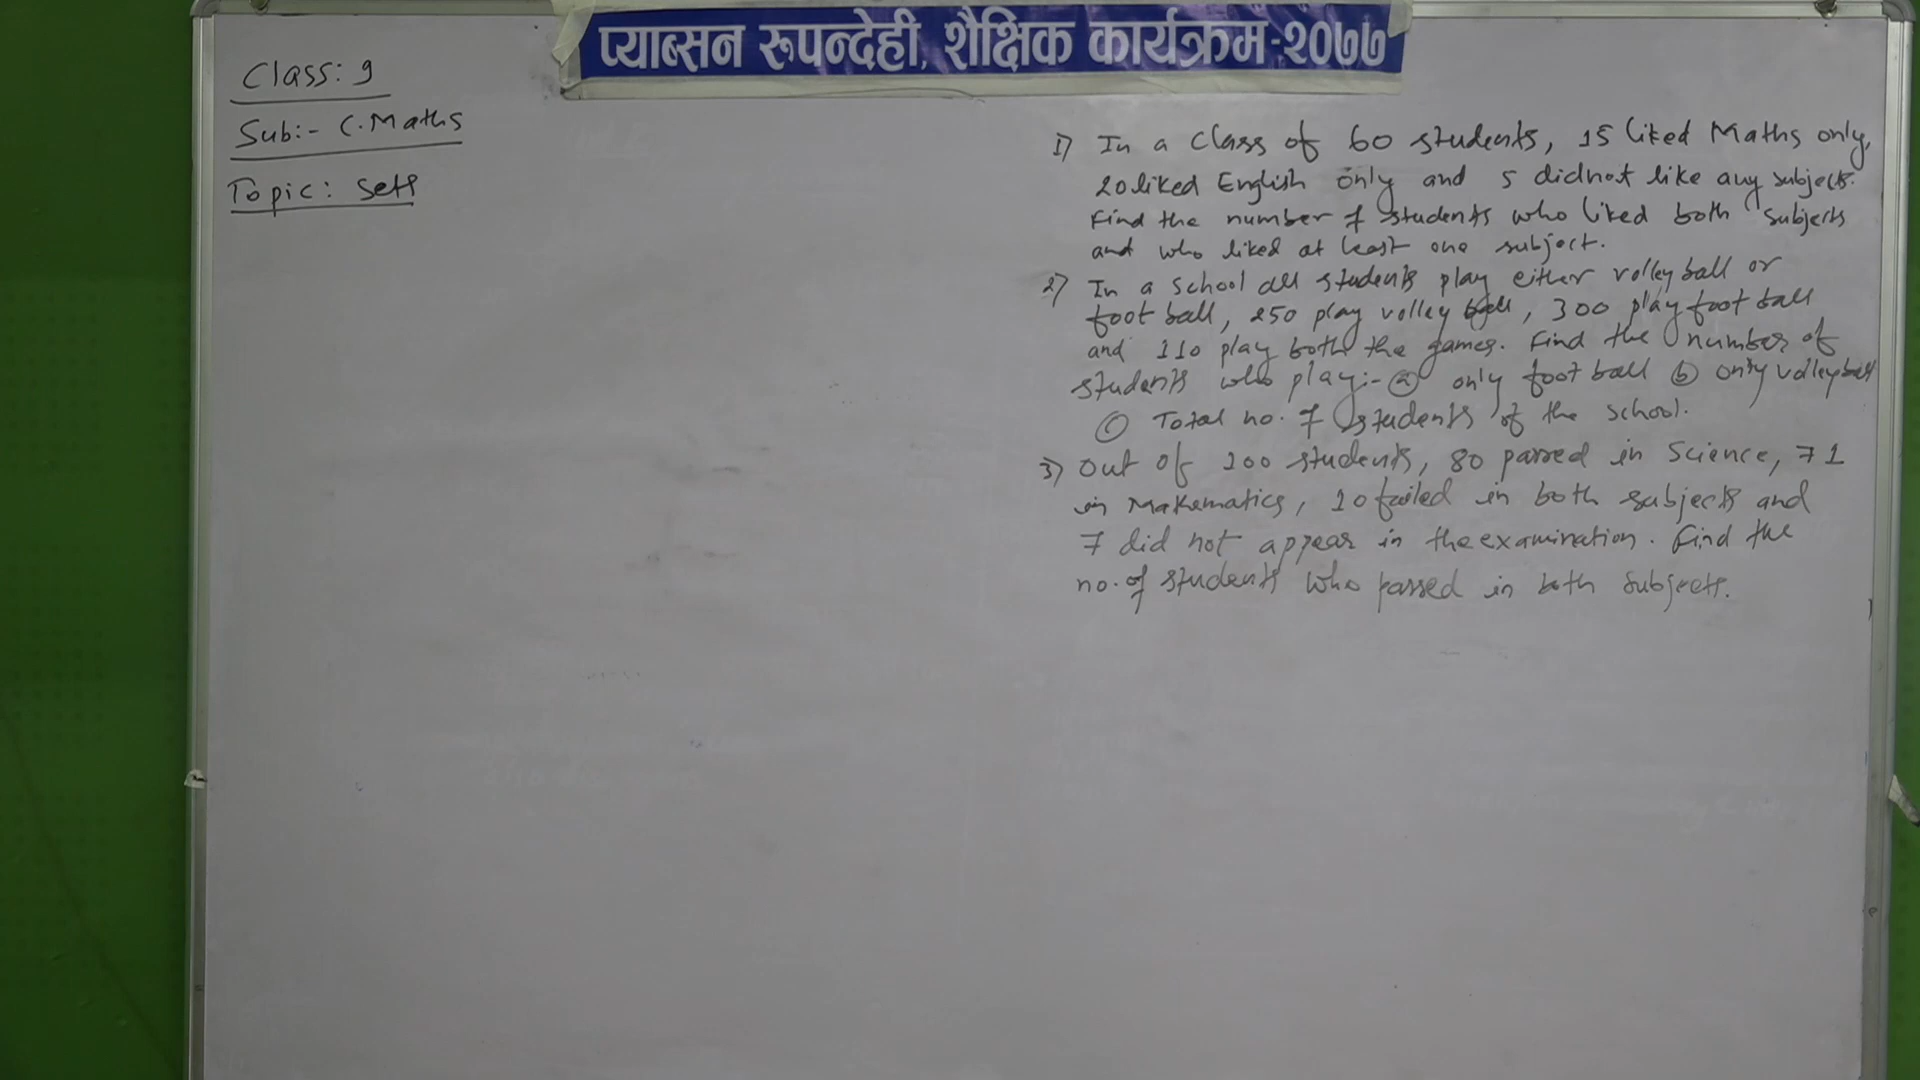 प्याब्सन रूपन्देही, शैक्षिक कार्यक्रम-२०७७
Class: 9
Sub:- C.Maths
Topic: Sets
1) In a class of 60 students, 15 liked Maths only,
20 liked English only and 5 didnot like any subject.
Find the number of students who liked both subjects
and who liked at least one subject.
2) In a school all students play either volley ball or
foot ball, 250 play volley ball, 300 play foot ball
and 110 play both the games. Find the number of
students who play:- (a) only foot ball (b) only volleyball
(c) Total no. of students of the school.
3) Out of 100 students, 80 passed in Science, 71
in Mathematics, 10 failed in both subjects and
7 did not appear in the examination. Find the
no. of students who passed in both subjects.